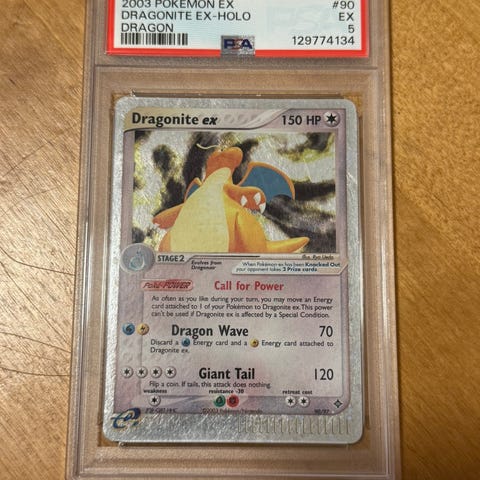 2003 POKEMON EX #90
DRAGONITE EX-HOLO EX
DRAGON 5
PSA 129774134
Dragonite ex 150 HP
Illus. Ryo Ueda
STAGE 2 Evolves from
Dragonair
When Pokémon-ex has been Knocked Out,
your opponent takes 2 Prize cards.
Poké-POWER Call for Power
As often as you like during your turn, you may move an Energy
card attached to 1 of your Pokémon to Dragonite ex. This power
can't be used if Dragonite ex is affected by a Special Condition.
Dragon Wave 70
Discard a Energy card and a Energy card attached to
Dragonite ex.
Giant Tail 120
Flip a coin. If tails, this attack does nothing.
weakness resistance -30 retreat cost
©2003 Pokémon/Nintendo 90/97